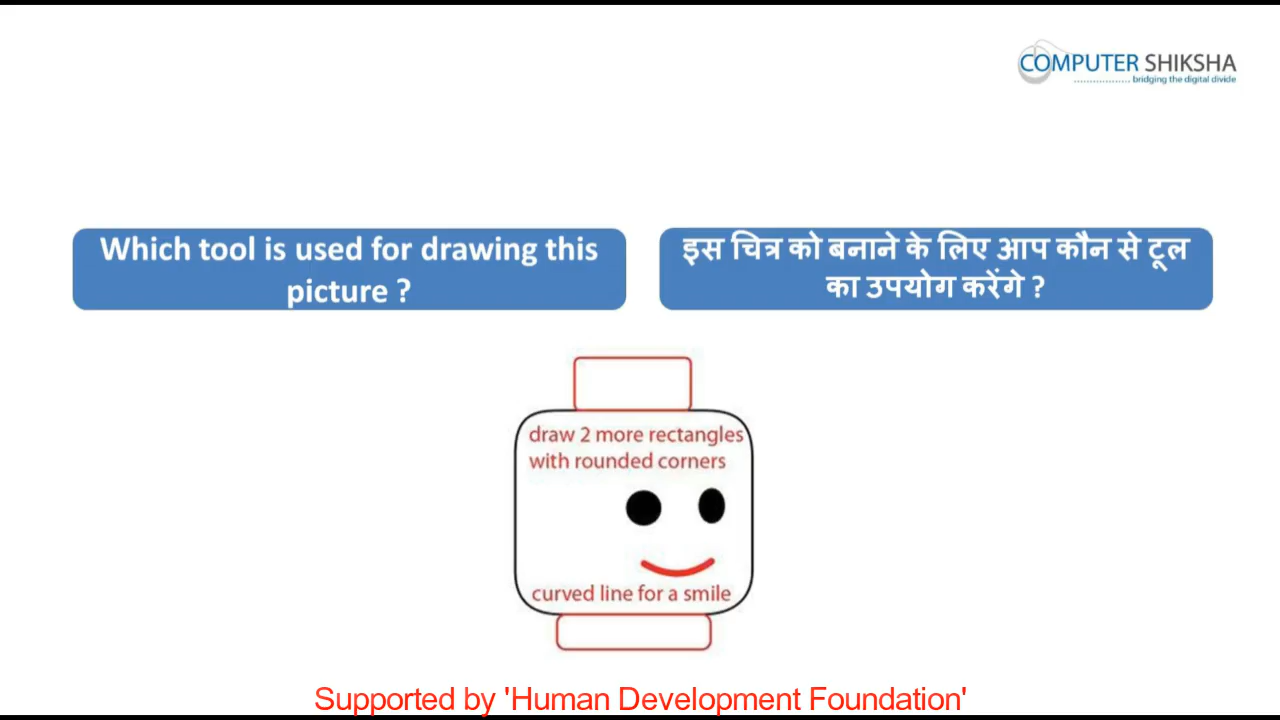 COMPUTER SHIKSHA
bridging the digital divide
Which tool is used for drawing this
picture ?
इस चित्र को बनाने के लिए आप कौन से टूल
का उपयोग करेंगे ?
draw 2 more rectangles
with rounded corners
curved line for a smile
Supported by 'Human Development Foundation'